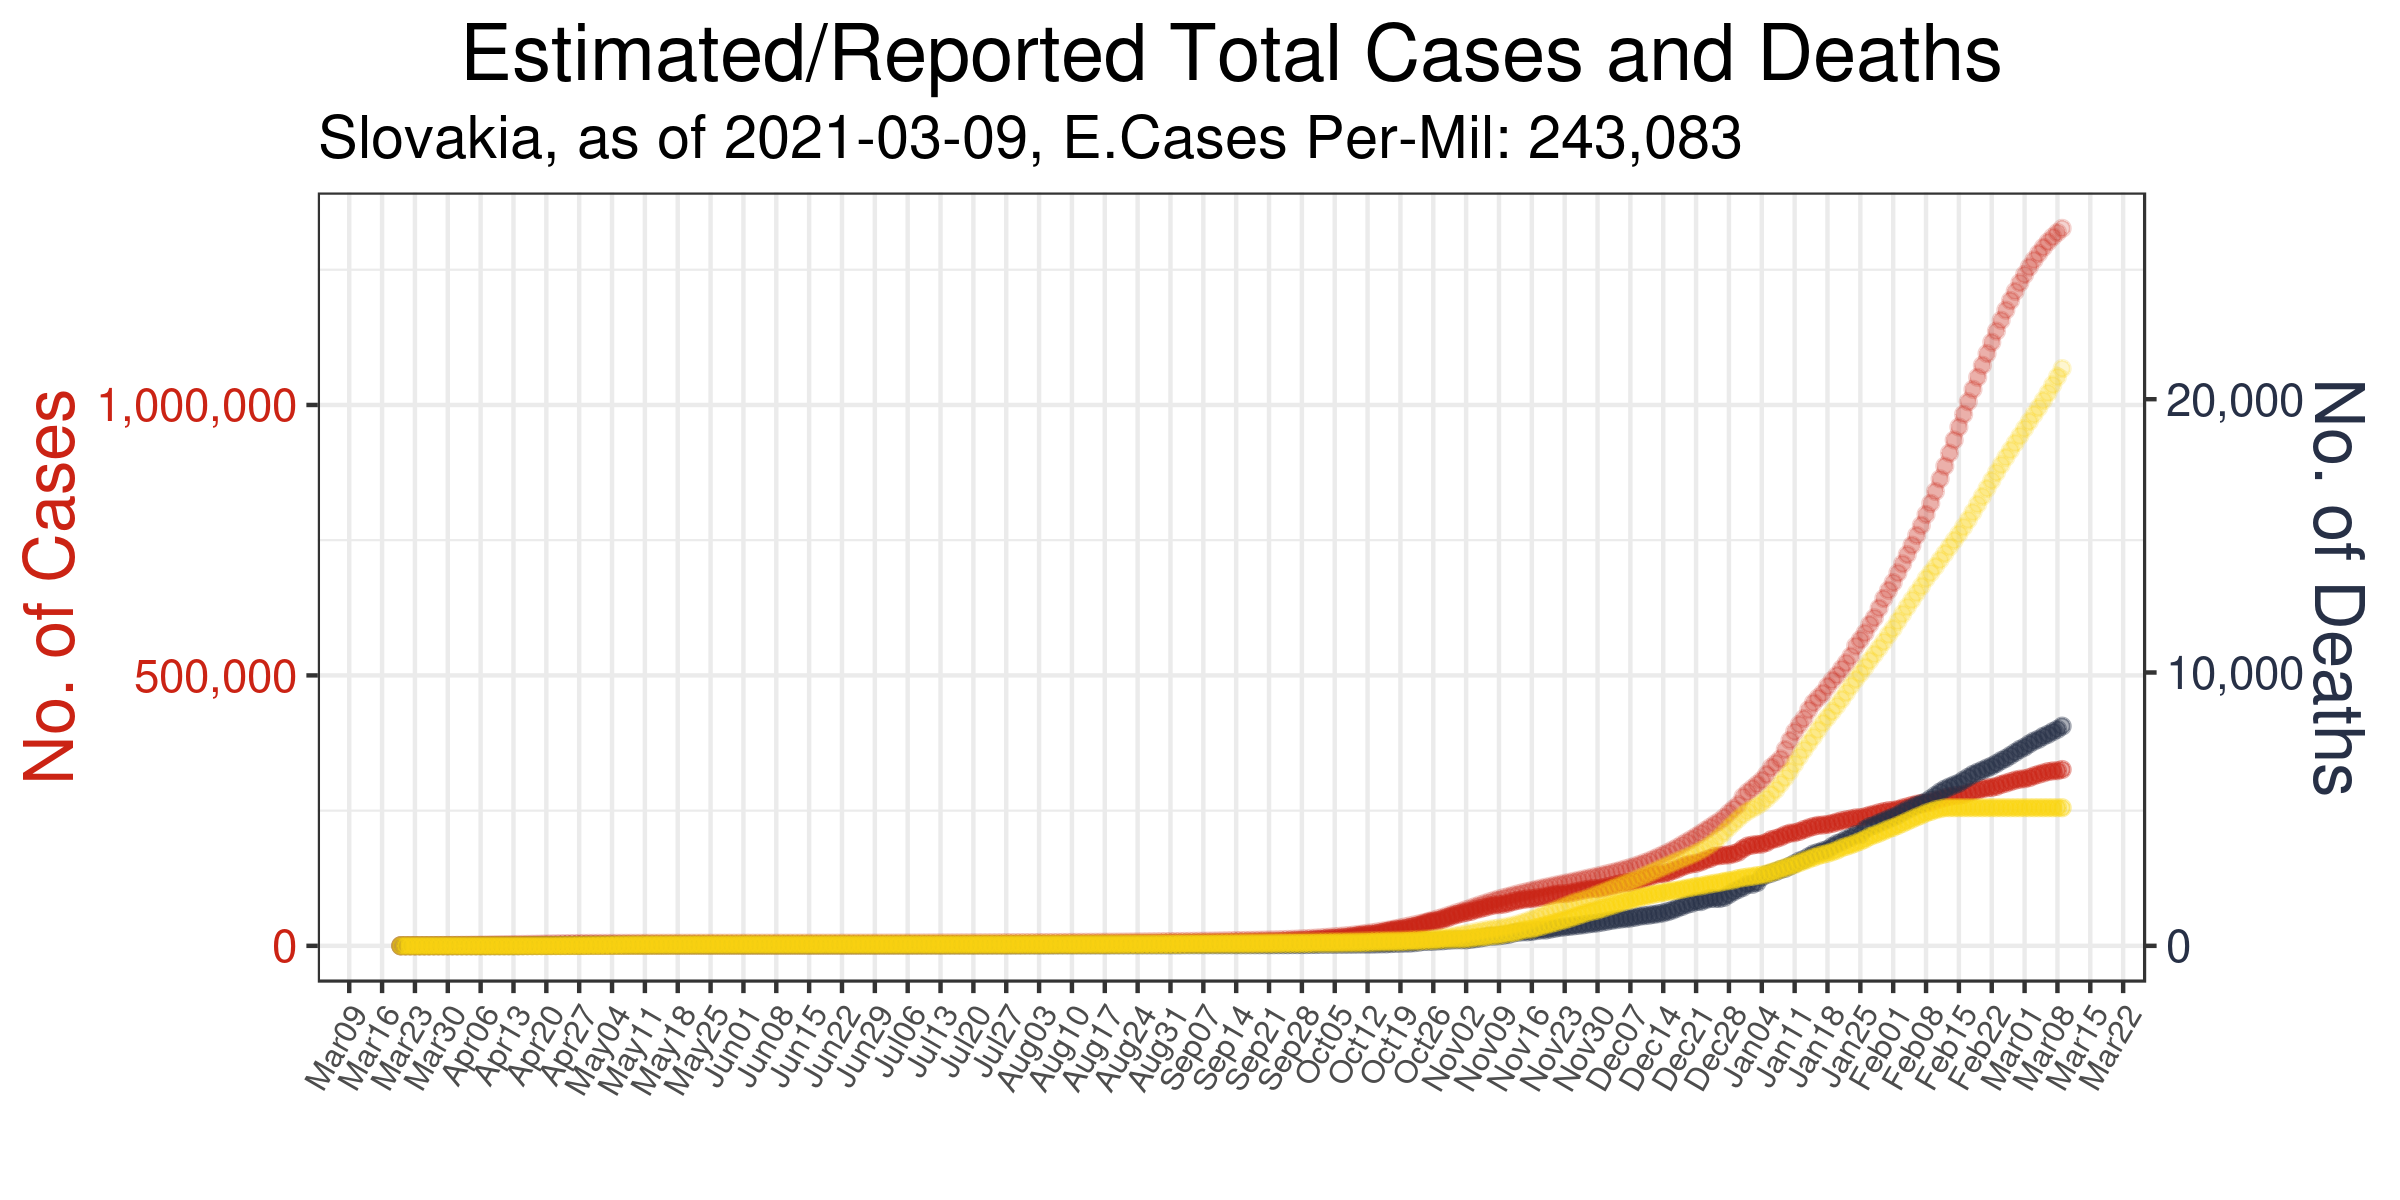 Estimated/Reported Total Cases and Deaths
Slovakia, as of 2021-03-09, E.Cases Per-Mil: 243,083
No. of Cases
1,000,000
500,000
0
20,000
10,000
0
No. of Deaths
Mar09
Mar16
Mar23
Mar30
Apr06
Apr13
Apr20
Apr27
May04
May11
May18
May25
Jun01
Jun08
Jun15
Jun22
Jun29
Jul06
Jul13
Jul20
Jul27
Aug03
Aug10
Aug17
Aug24
Aug31
Sep07
Sep14
Sep21
Sep28
Oct05
Oct12
Oct19
Oct26
Nov02
Nov09
Nov16
Nov23
Nov30
Dec07
Dec14
Dec21
Dec28
Jan04
Jan11
Jan18
Jan25
Feb01
Feb08
Feb15
Feb22
Mar01
Mar08
Mar15
Mar22